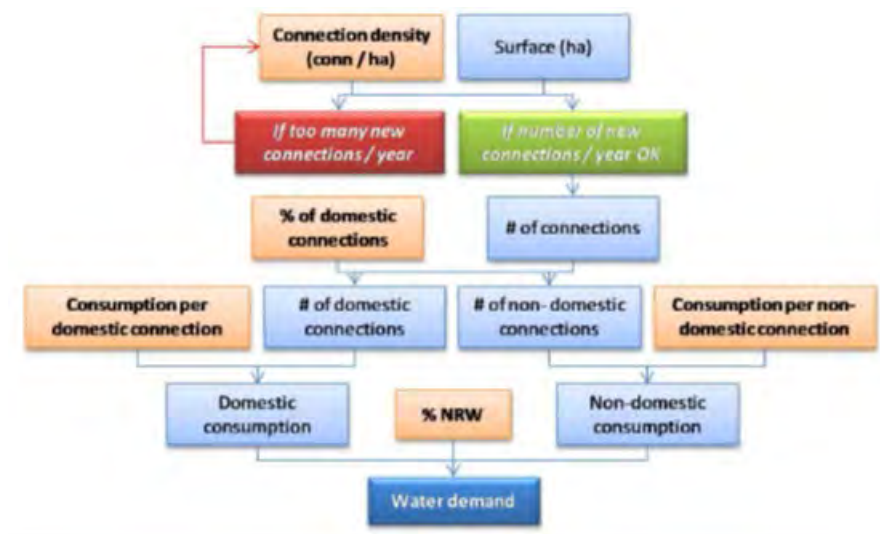 Connection density
(conn / ha)
Surface (ha)
If too many new
connections / year
If number of new
connections / year OK
% of domestic
connections
# of connections
Consumption per
domestic connection
# of domestic
connections
# of non- domestic
connections
Consumption per non-
domestic connection
Domestic
consumption
% NRW
Non-domestic
consumption
Water demand